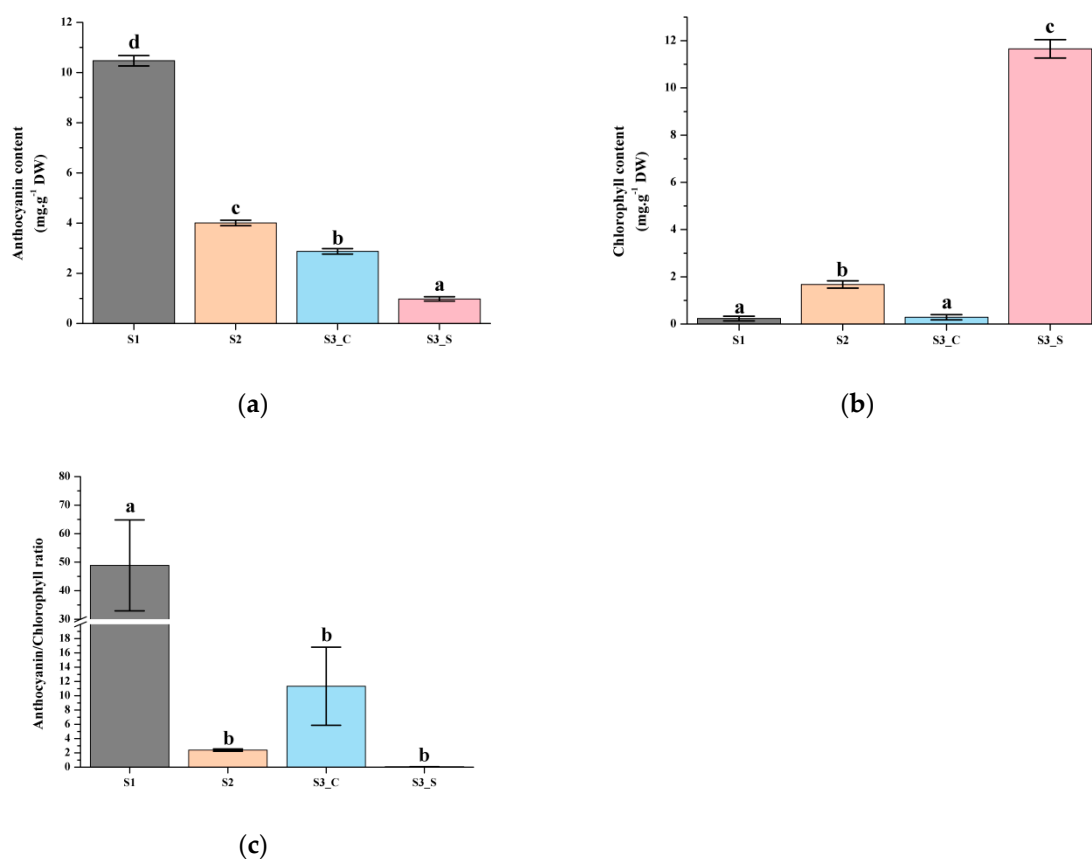 Anthocyanin content
(mg.g⁻¹ DW)
12
10
8
6
4
2
0
d
c
b
a
S1 S2 S3_C S3_S
(a)
Chlorophyll content
(mg.g⁻¹ DW)
12
10
8
6
4
2
0
a
b
a
c
S1 S2 S3_C S3_S
(b)
Anthocyanin/Chlorophyll ratio
80
70
60
50
40
30
18
16
14
12
10
8
6
4
2
0
a
b
b
b
S1 S2 S3_C S3_S
(c)